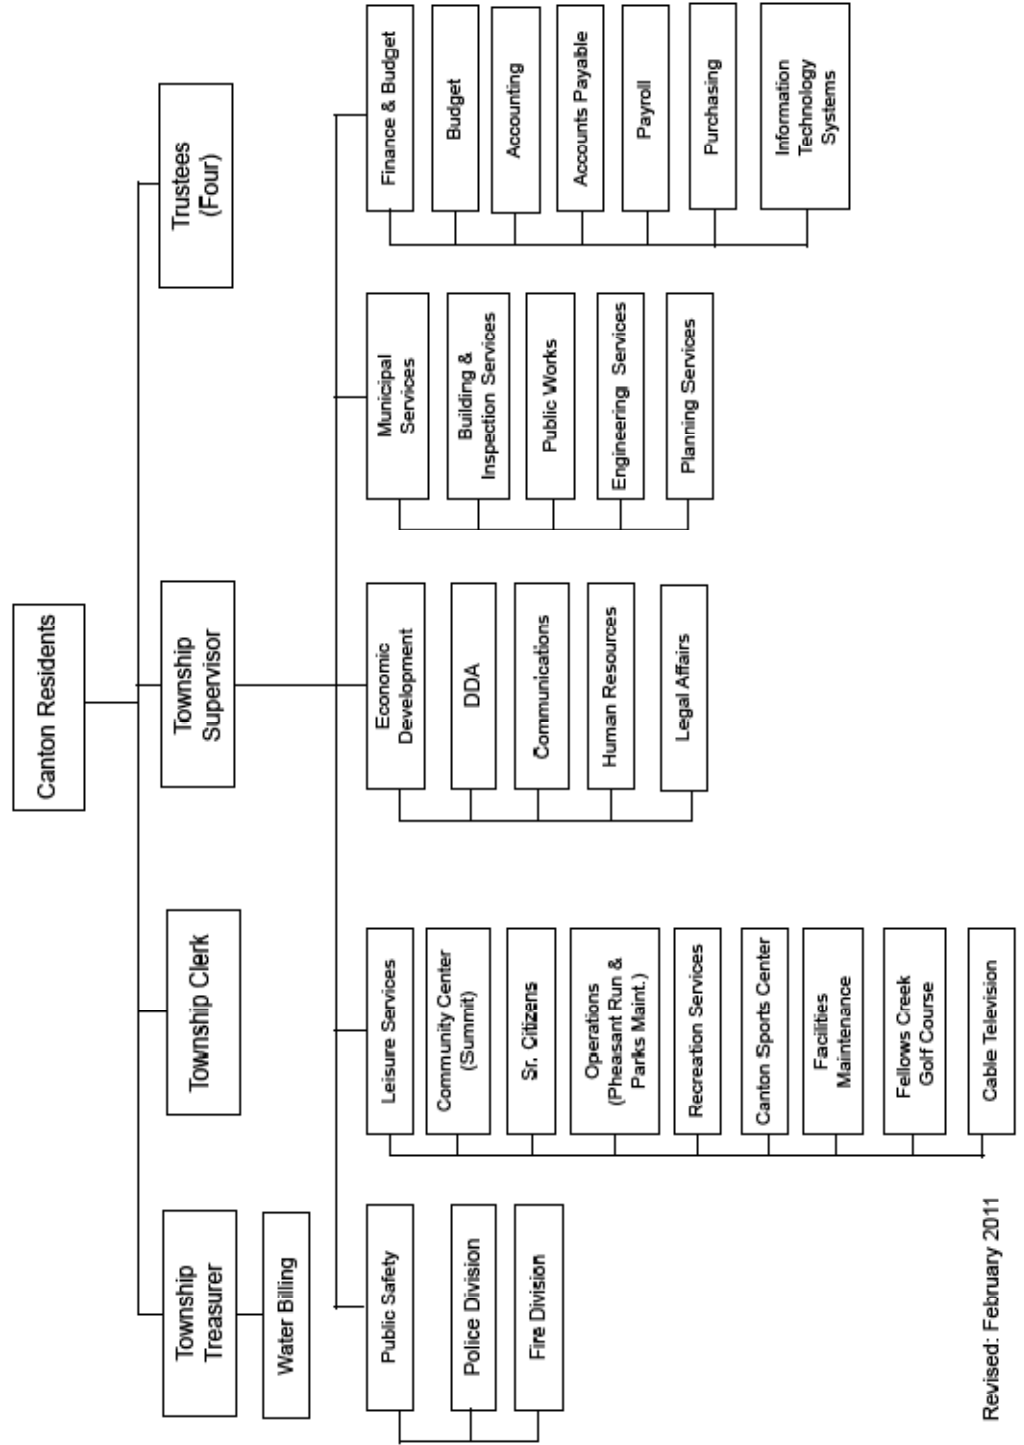 Canton Residents
Township
Treasurer
Township Clerk
Township
Supervisor
Trustees
(Four)
Water Billing
Public Safety
Police Division
Fire Division
Leisure Services
Community Center
(Summit)
Sr. Citizens
Operations
(Pheasant Run &
Parks Maint.)
Recreation Services
Canton Sports Center
Facilities
Maintenance
Fellows Creek
Golf Course
Cable Television
Economic
Development
DDA
Communications
Human Resources
Legal Affairs
Municipal
Services
Building &
Inspection Services
Public Works
Engineering Services
Planning Services
Finance & Budget
Budget
Accounting
Accounts Payable
Payroll
Purchasing
Information
Technology
Systems
Revised: February 2011